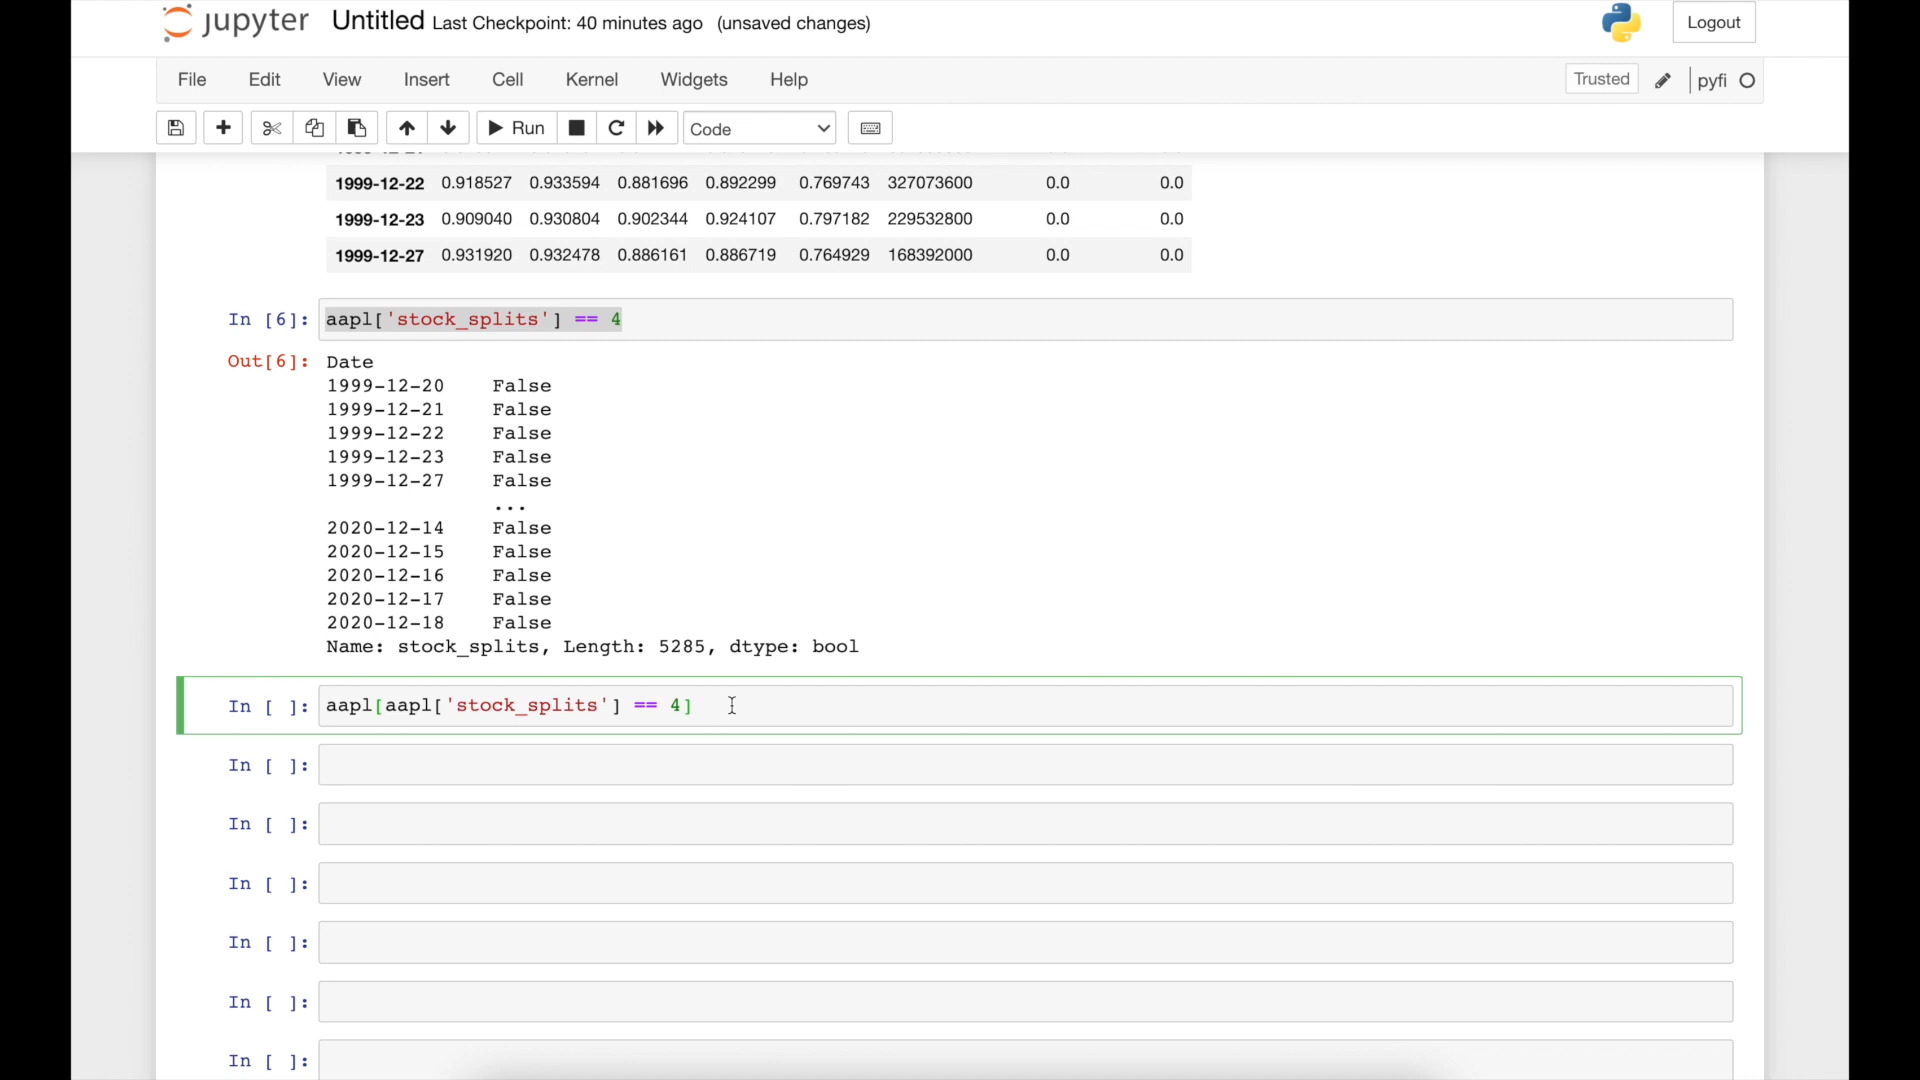 jupyter Untitled Last Checkpoint: 40 minutes ago (unsaved changes) Logout
File Edit View Insert Cell Kernel Widgets Help Trusted pyfi
Run Code
1999-12-22 0.918527 0.933594 0.881696 0.892299 0.769743 327073600 0.0 0.0
1999-12-23 0.909040 0.930804 0.902344 0.924107 0.797182 229532800 0.0 0.0
1999-12-27 0.931920 0.932478 0.886161 0.886719 0.764929 168392000 0.0 0.0
In [6]: aapl['stock_splits'] == 4
Out[6]: Date
1999-12-20 False
1999-12-21 False
1999-12-22 False
1999-12-23 False
1999-12-27 False
...
2020-12-14 False
2020-12-15 False
2020-12-16 False
2020-12-17 False
2020-12-18 False
Name: stock_splits, Length: 5285, dtype: bool
In [ ]: aapl[aapl['stock_splits'] == 4]
In [ ]:
In [ ]:
In [ ]:
In [ ]:
In [ ]:
In [ ]: